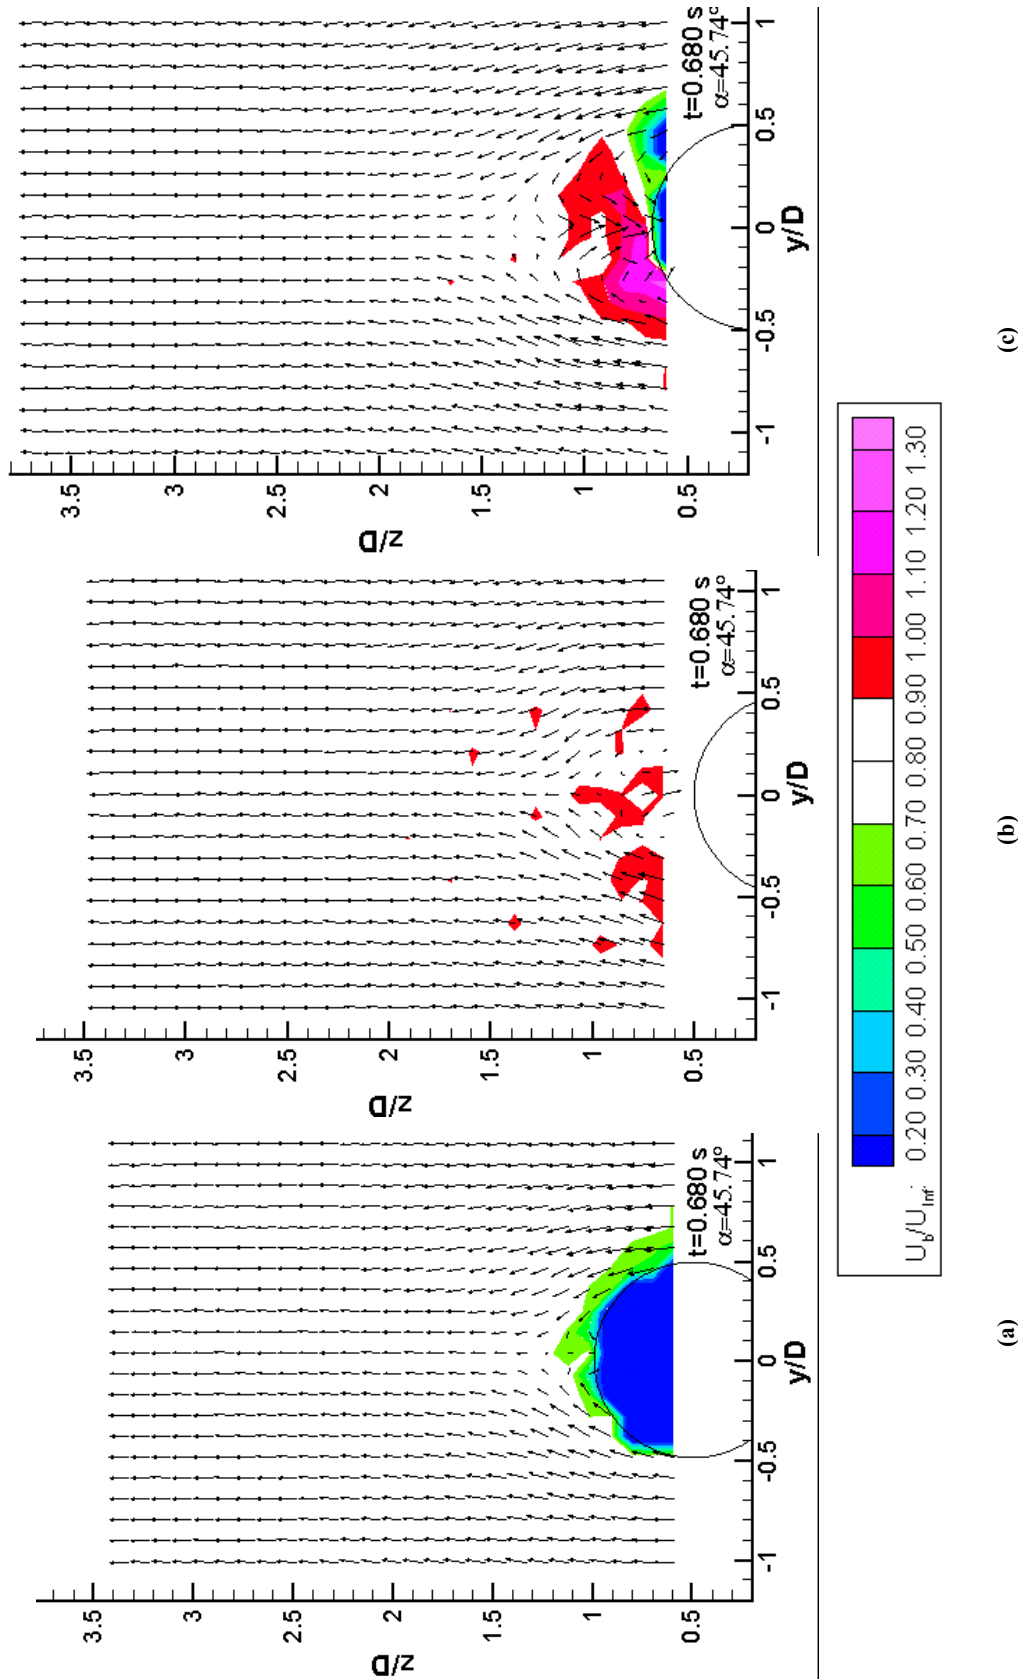 3.5
3
2.5
2
1.5
1
0.5
z/D
-1
-0.5
0
0.5
1
y/D
t=0.680 s
α=45.74°
3.5
3
2.5
2
1.5
1
0.5
z/D
-1
-0.5
0
0.5
1
y/D
t=0.680 s
α=45.74°
3.5
3
2.5
2
1.5
1
0.5
z/D
-1
-0.5
0
0.5
1
y/D
t=0.680 s
α=45.74°
U_b/U_Inf: 0.20 0.30 0.40 0.50 0.60 0.70 0.80 0.90 1.00 1.10 1.20 1.30
(a) (b) (c)